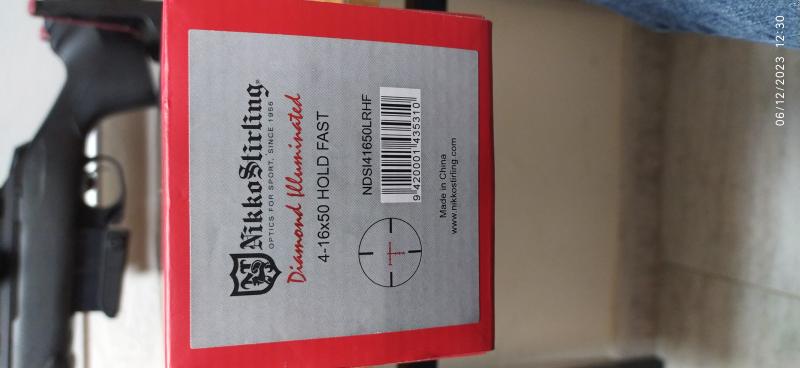 NikkoStirling®
OPTICS FOR SPORT, SINCE 1956
Diamond Illuminated
4-16x50 HOLD FAST
NDSI41650LRHF
9 420001 435310
Made in China
www.nikkostirling.com
06/12/2023 12:30